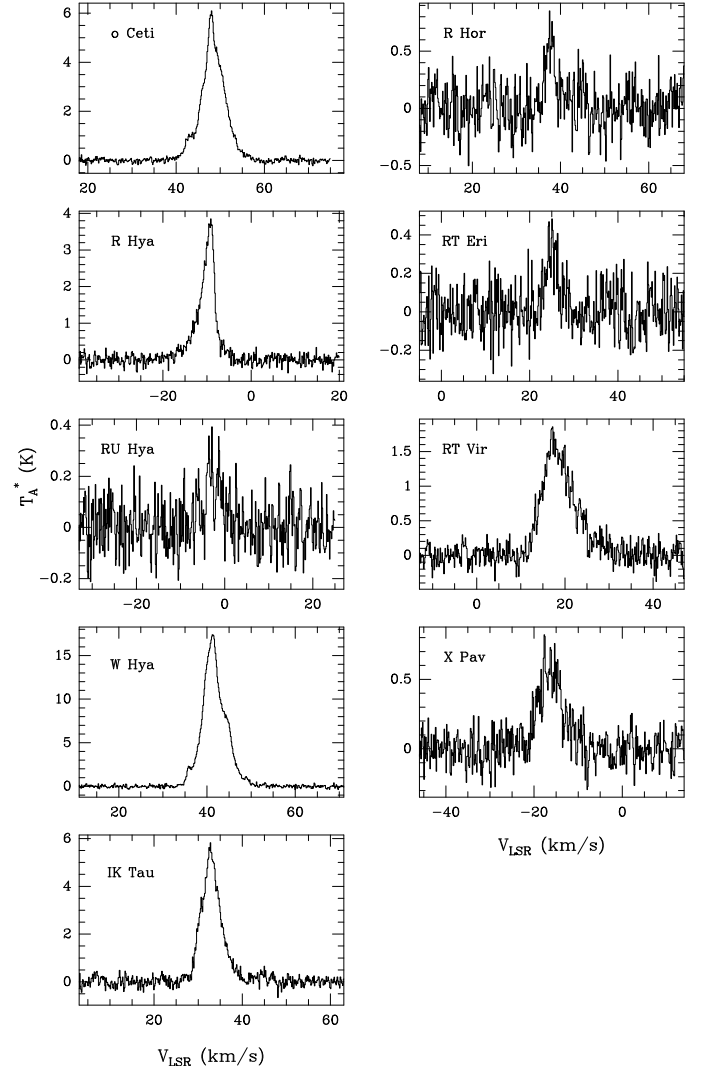 o Ceti
6
4
2
0
20 40 60
R Hor
0.5
0
−0.5
20 40 60
R Hya
4
3
2
1
0
−20 0 20
RT Eri
0.4
0.2
0
−0.2
0 20 40
RU Hya
0.4
0.2
0
−0.2
−20 0 20
T_A^* (K)
RT Vir
1.5
1
0.5
0
0 20 40
W Hya
15
10
5
0
20 40 60
X Pav
0.5
0
−40 −20 0
V_LSR (km/s)
IK Tau
6
4
2
0
20 40 60
V_LSR (km/s)